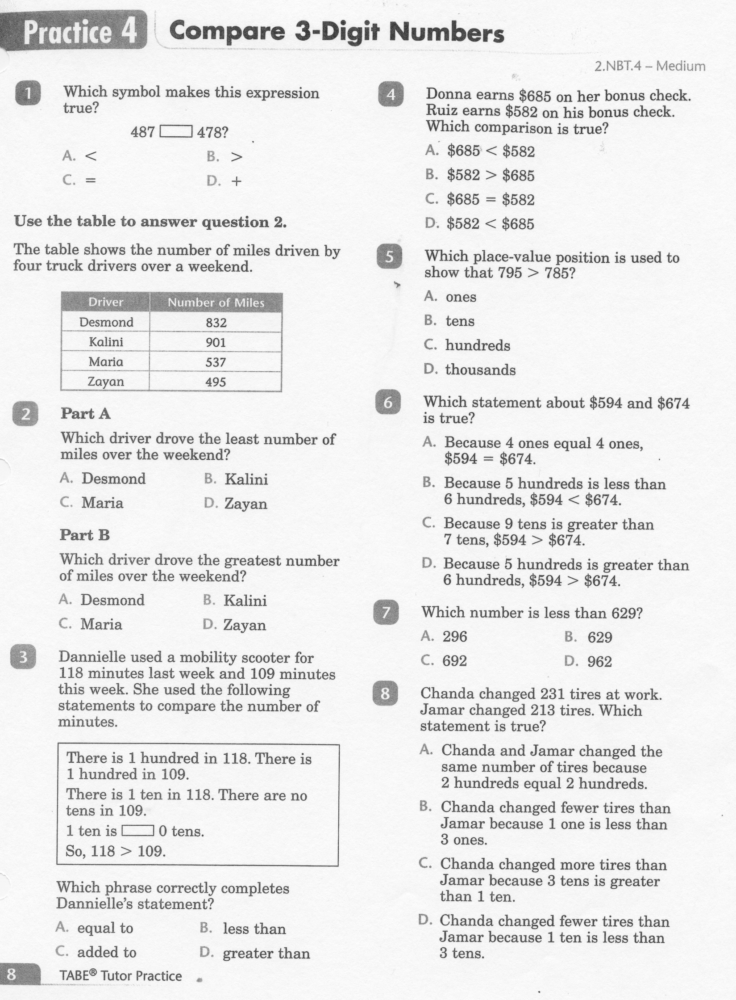 Practice 4
Compare 3-Digit Numbers
2.NBT.4 – Medium
1
Which symbol makes this expression
true?
487 478?
A. <
B. >
C. =
D. +
Use the table to answer question 2.
The table shows the number of miles driven by
four truck drivers over a weekend.
Driver Number of Miles
Desmond 832
Kalini 901
Maria 537
Zayan 495
2
Part A
Which driver drove the least number of
miles over the weekend?
A. Desmond
B. Kalini
C. Maria
D. Zayan
Part B
Which driver drove the greatest number
of miles over the weekend?
A. Desmond
B. Kalini
C. Maria
D. Zayan
3
Dannielle used a mobility scooter for
118 minutes last week and 109 minutes
this week. She used the following
statements to compare the number of
minutes.
There is 1 hundred in 118. There is
1 hundred in 109.
There is 1 ten in 118. There are no
tens in 109.
1 ten is 0 tens.
So, 118 > 109.
Which phrase correctly completes
Dannielle's statement?
A. equal to
B. less than
C. added to
D. greater than
4
Donna earns $685 on her bonus check.
Ruiz earns $582 on his bonus check.
Which comparison is true?
A. $685 < $582
B. $582 > $685
C. $685 = $582
D. $582 < $685
5
Which place-value position is used to
show that 795 > 785?
A. ones
B. tens
C. hundreds
D. thousands
6
Which statement about $594 and $674
is true?
A. Because 4 ones equal 4 ones,
$594 = $674.
B. Because 5 hundreds is less than
6 hundreds, $594 < $674.
C. Because 9 tens is greater than
7 tens, $594 > $674.
D. Because 5 hundreds is greater than
6 hundreds, $594 > $674.
7
Which number is less than 629?
A. 296
B. 629
C. 692
D. 962
8
Chanda changed 231 tires at work.
Jamar changed 213 tires. Which
statement is true?
A. Chanda and Jamar changed the
same number of tires because
2 hundreds equal 2 hundreds.
B. Chanda changed fewer tires than
Jamar because 1 one is less than
3 ones.
C. Chanda changed more tires than
Jamar because 3 tens is greater
than 1 ten.
D. Chanda changed fewer tires than
Jamar because 1 ten is less than
3 tens.
8
TABE® Tutor Practice